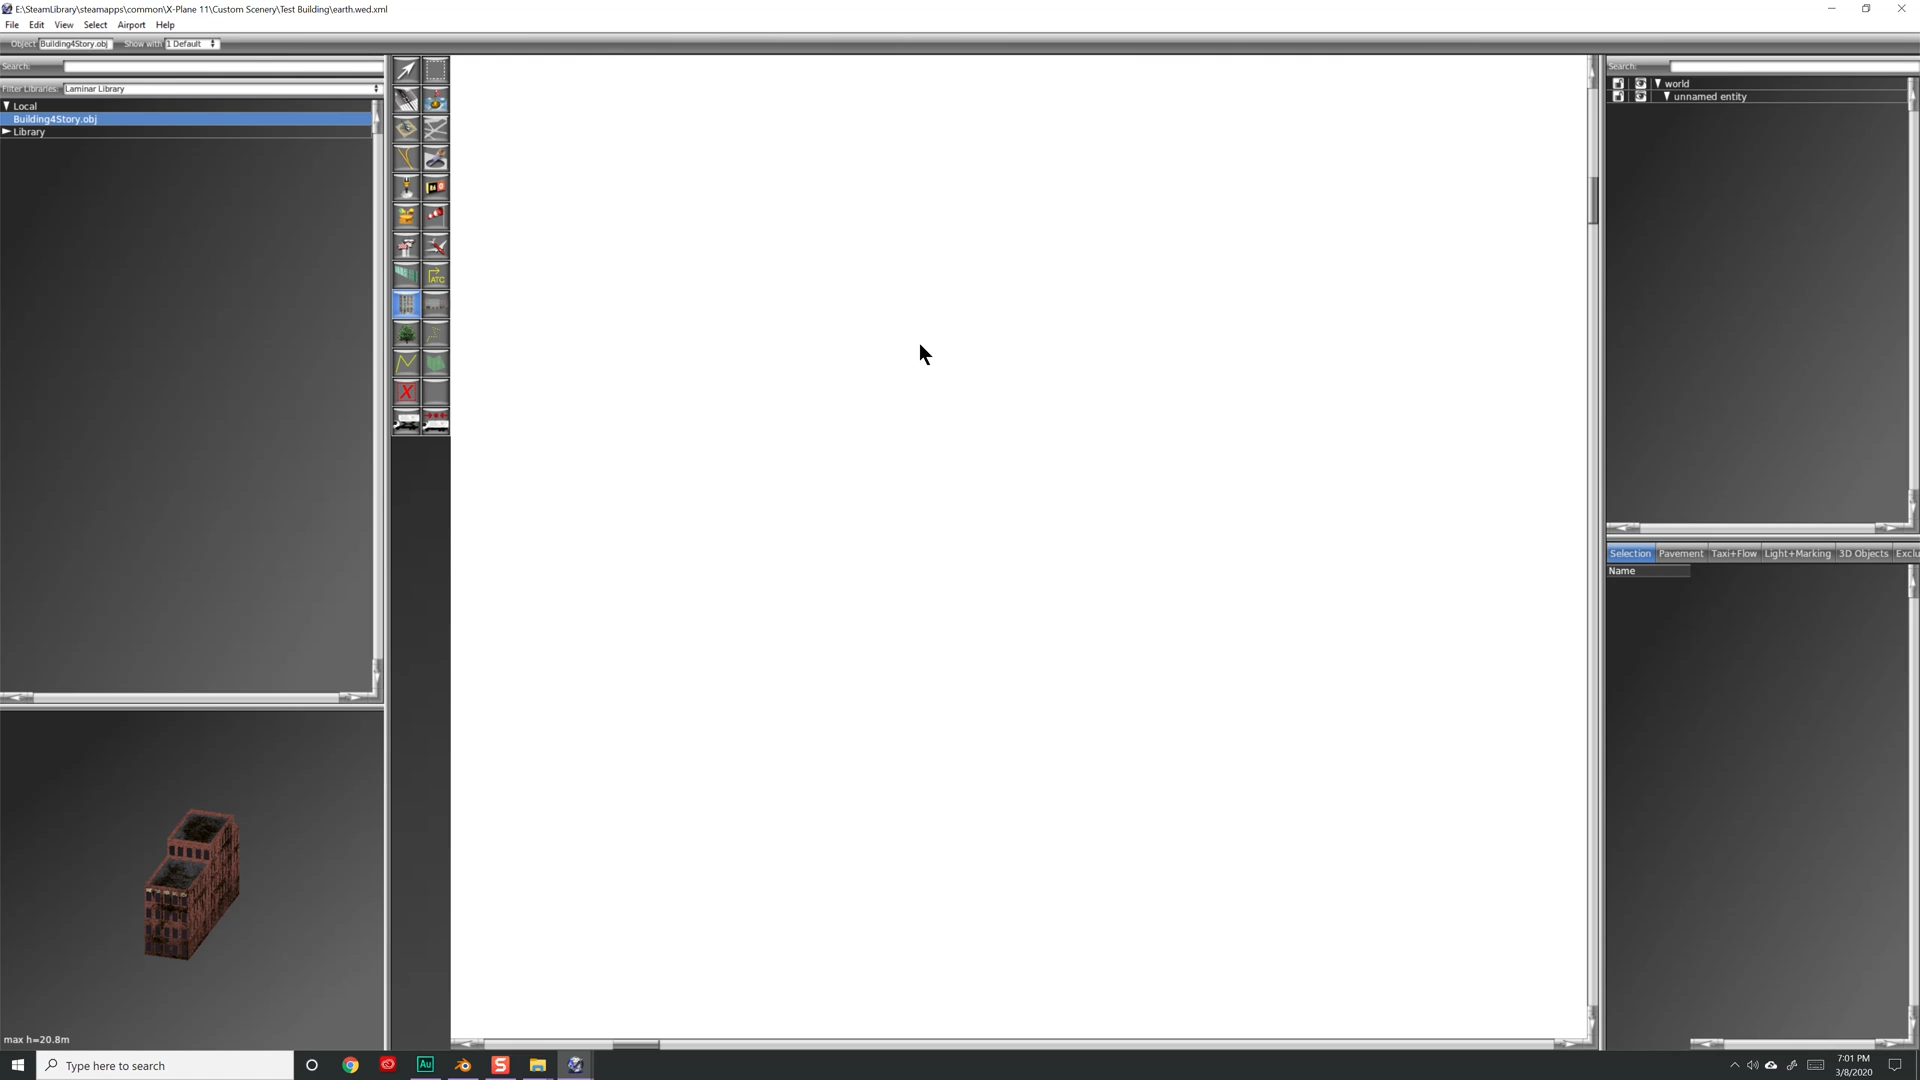 E:\SteamLibrary\steamapps\common\X-Plane 11\Custom Scenery\Test Building\earth.wed.xml
File Edit View Select Airport Help
Object Building4Story.obj Show with 1 Default
Search:
Filter Libraries: Laminar Library
Local
Building4Story.obj
Library
ATC
X
max h=20.8m
Search:
world
unnamed entity
Selection Pavement Taxi+Flow Light+Marking 3D Objects Exclu
Name
Type here to search
Au
S
7:01 PM
3/8/2020